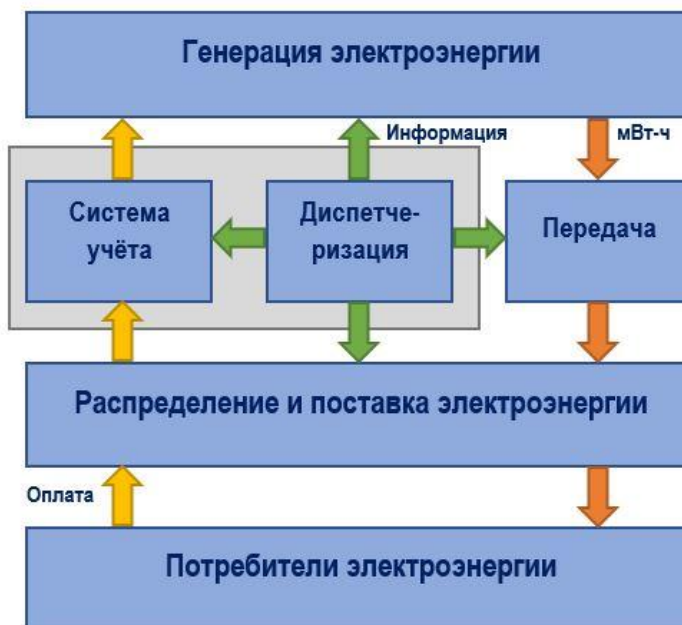 Генерация электроэнергии
Информация
мВт-ч
Система
учёта
Диспетче-
ризация
Передача
Распределение и поставка электроэнергии
Оплата
Потребители электроэнергии